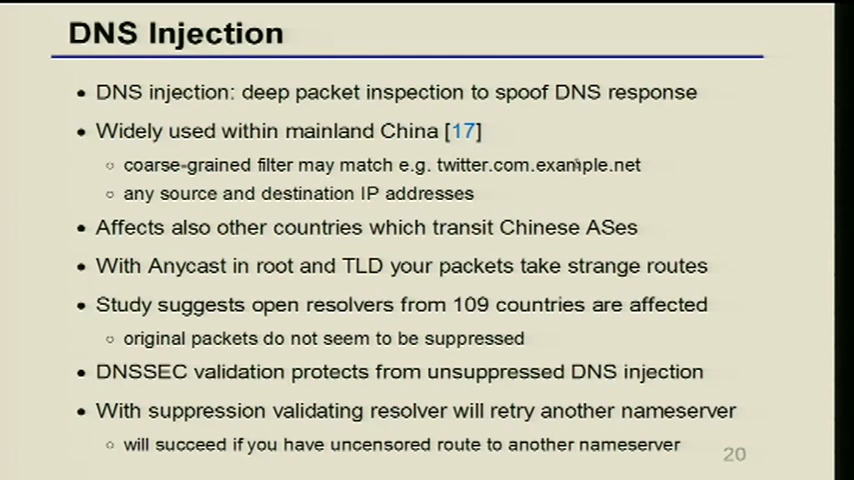 DNS Injection
• DNS injection: deep packet inspection to spoof DNS response
• Widely used within mainland China [17]
○ coarse-grained filter may match e.g. twitter.com.example.net
○ any source and destination IP addresses
• Affects also other countries which transit Chinese ASes
• With Anycast in root and TLD your packets take strange routes
• Study suggests open resolvers from 109 countries are affected
○ original packets do not seem to be suppressed
• DNSSEC validation protects from unsuppressed DNS injection
• With suppression validating resolver will retry another nameserver
○ will succeed if you have uncensored route to another nameserver
20